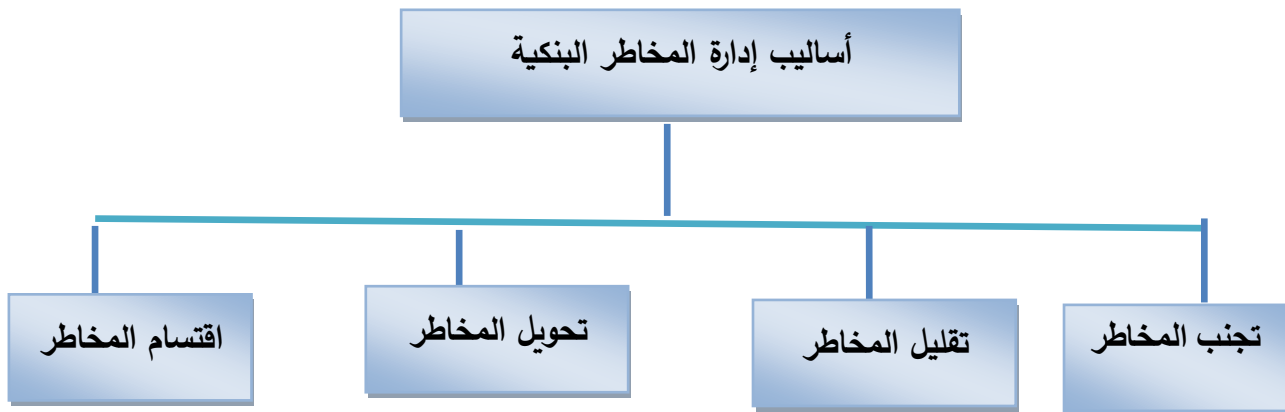 أساليب إدارة المخاطر البنكية
تجنب المخاطر
تقليل المخاطر
تحويل المخاطر
اقتسام المخاطر